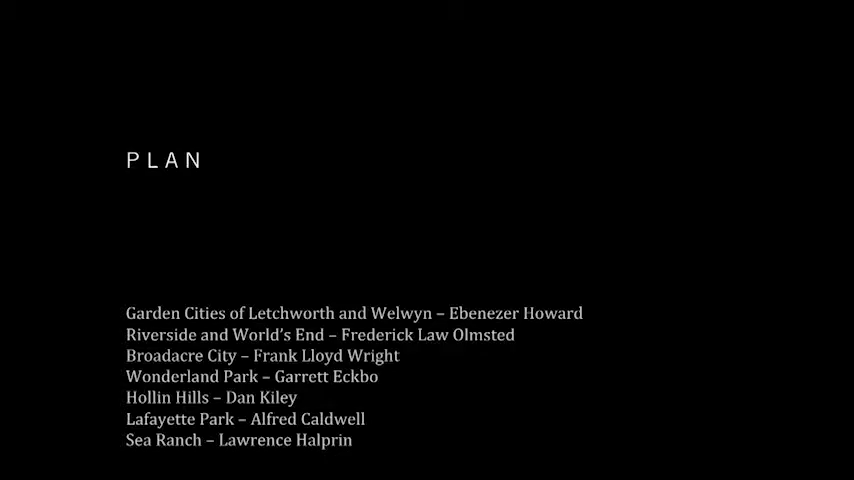 PLAN
Garden Cities of Letchworth and Welwyn – Ebenezer Howard
Riverside and World’s End – Frederick Law Olmsted
Broadacre City – Frank Lloyd Wright
Wonderland Park – Garrett Eckbo
Hollin Hills – Dan Kiley
Lafayette Park – Alfred Caldwell
Sea Ranch – Lawrence Halprin